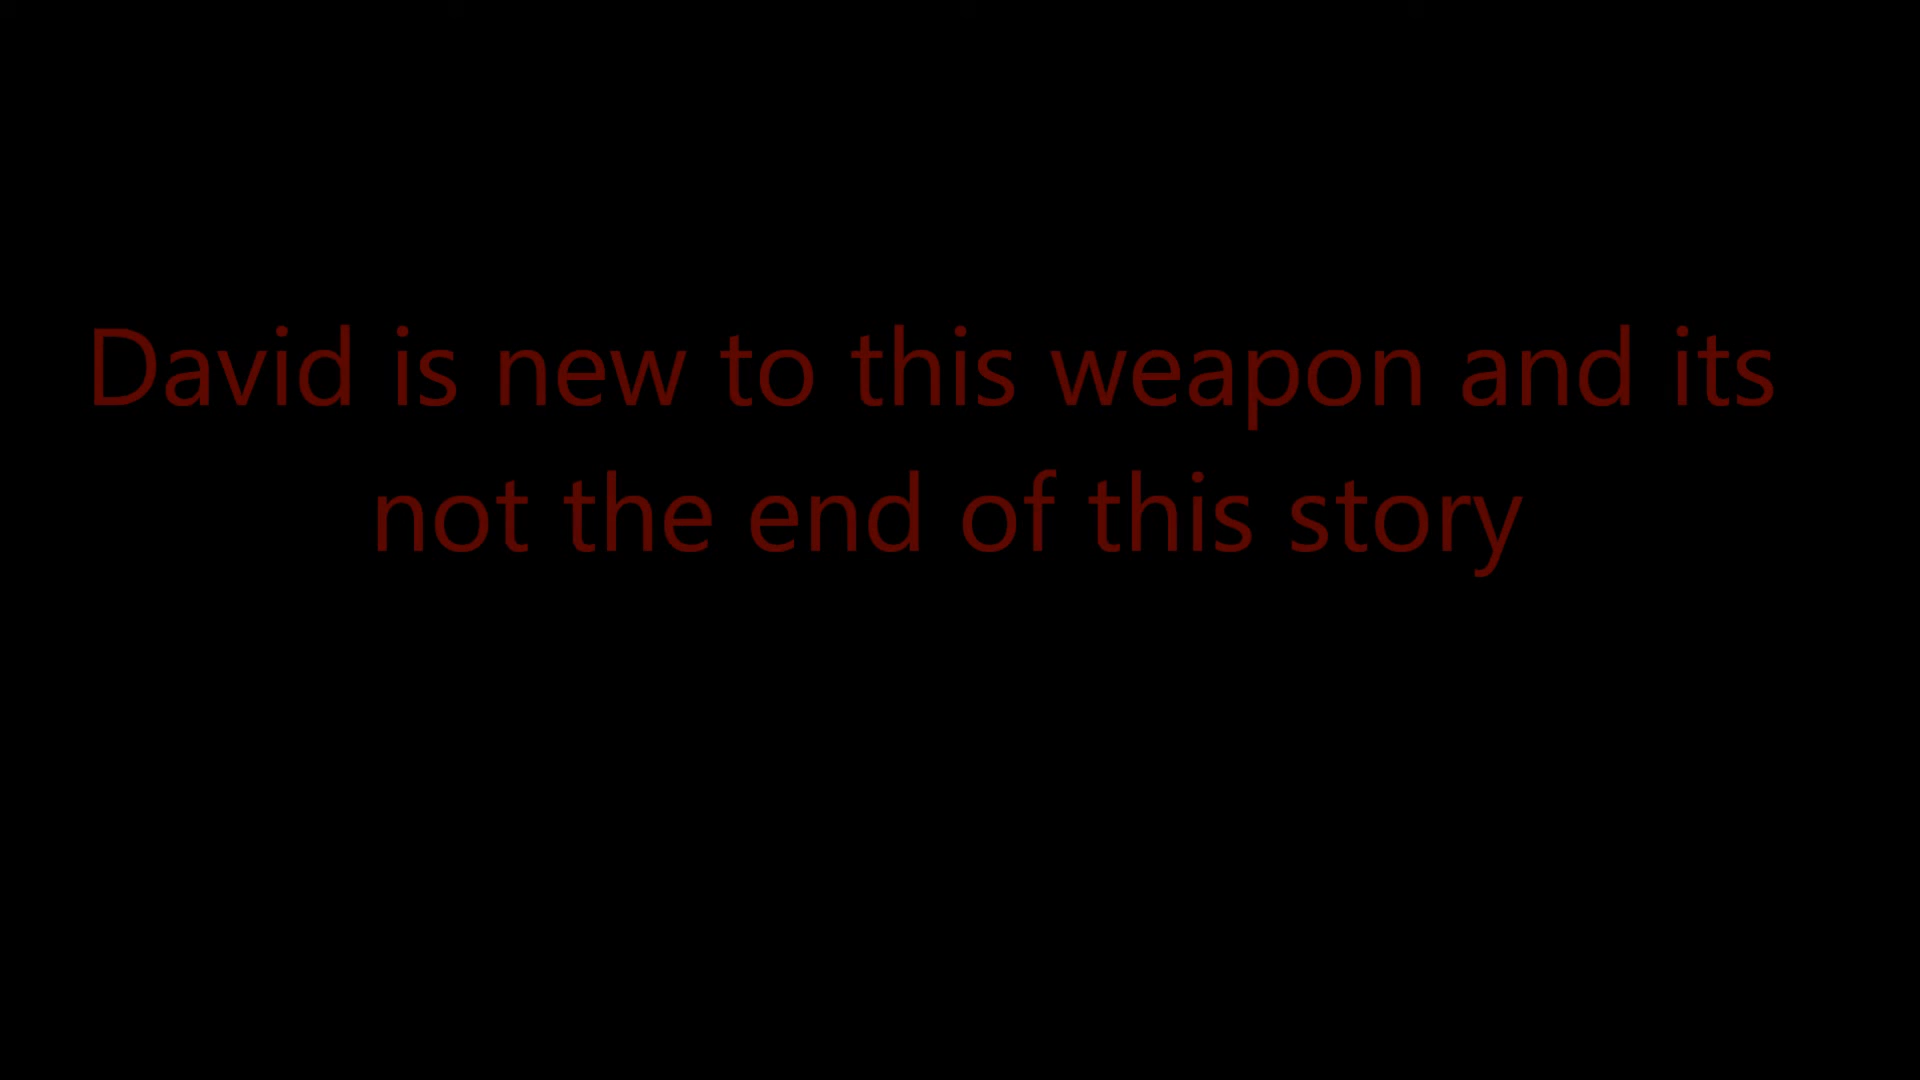 David is new to this weapon and its
not the end of this story